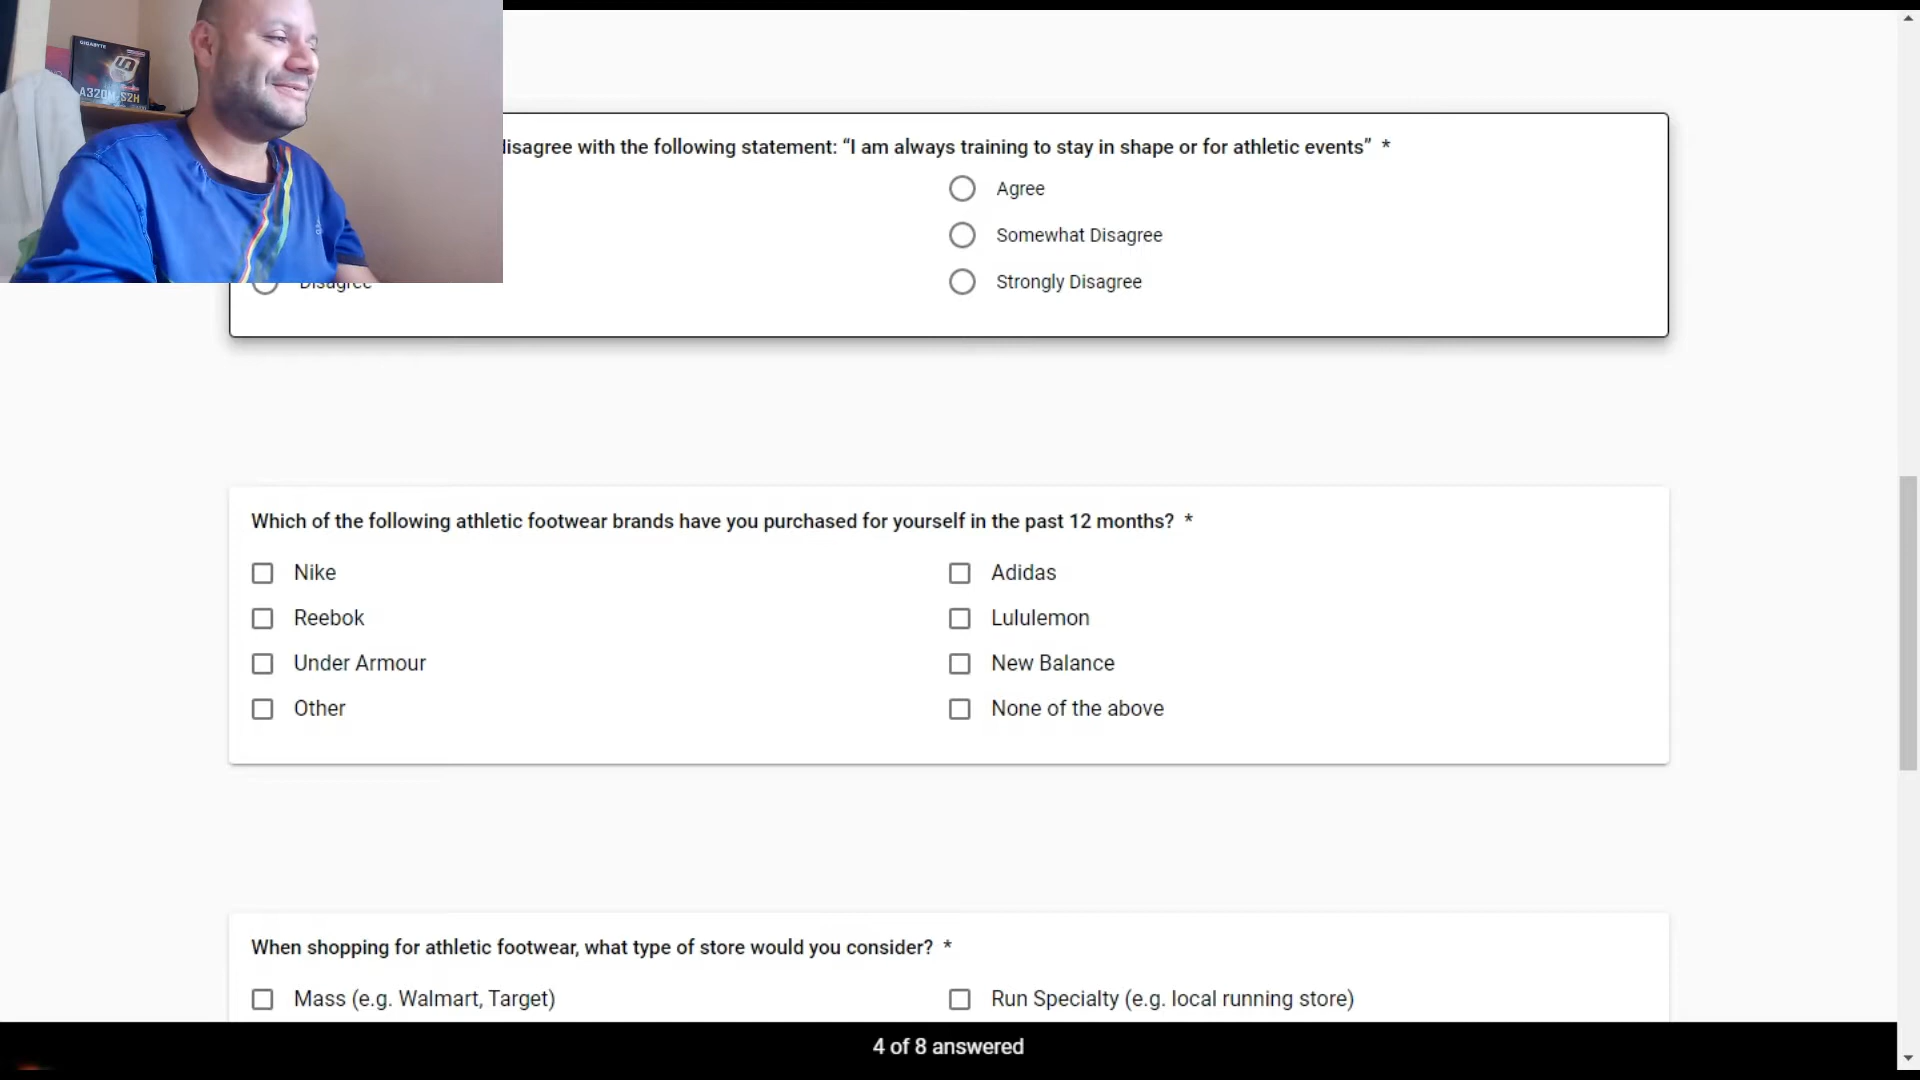 GIGABYTE
A320M-S2H
disagree with the following statement: “I am always training to stay in shape or for athletic events” *
Agree
Somewhat Disagree
Disagree
Strongly Disagree
Which of the following athletic footwear brands have you purchased for yourself in the past 12 months? *
Nike
Adidas
Reebok
Lululemon
Under Armour
New Balance
Other
None of the above
When shopping for athletic footwear, what type of store would you consider? *
Mass (e.g. Walmart, Target)
Run Specialty (e.g. local running store)
4 of 8 answered